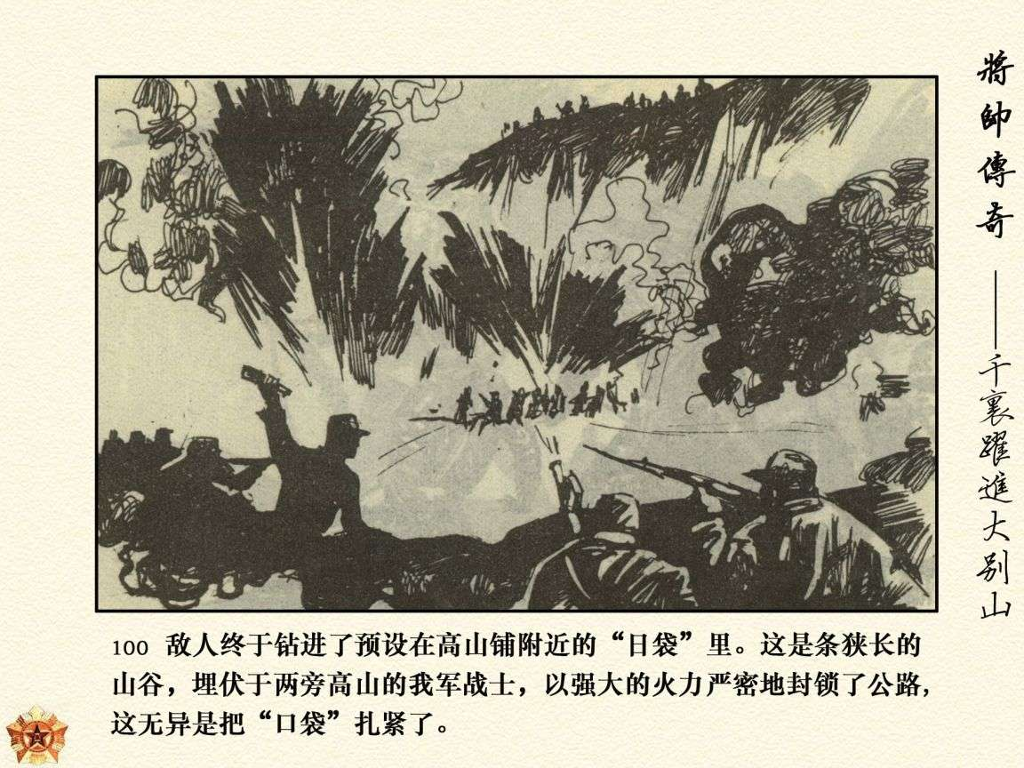 將帥傳奇——千裏躍進大别山
100 敌人终于钻进了预设在高山铺附近的“日袋”里。这是条狭长的
山谷，埋伏于两旁高山的我军战士，以强大的火力严密地封锁了公路，
这无异是把“口袋”扎紧了。